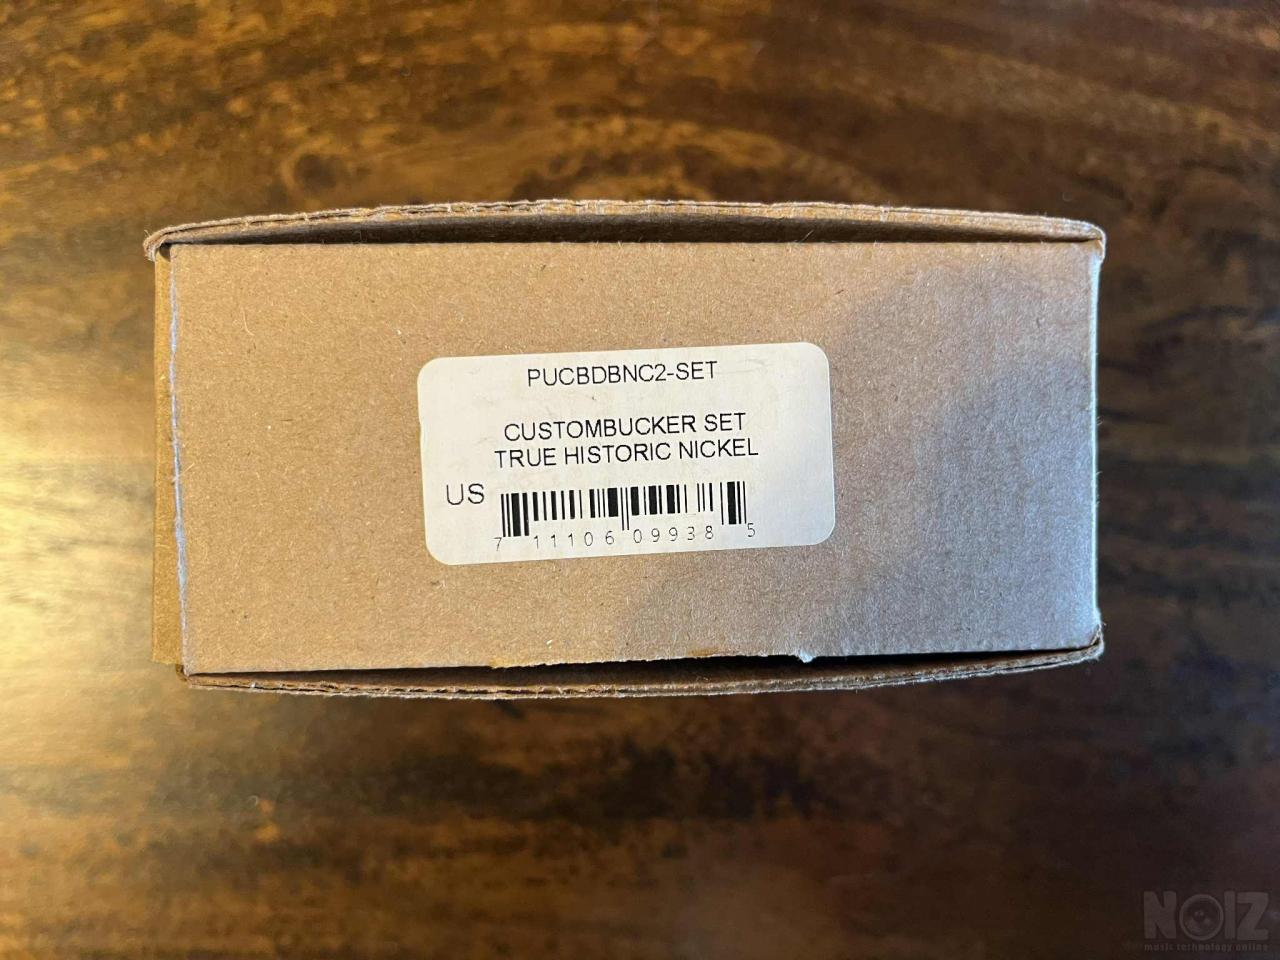 PUCBDBNC2-SET
CUSTOMBUCKER SET
TRUE HISTORIC NICKEL
US
7 11106 09938 5
NOIZ
music technology online